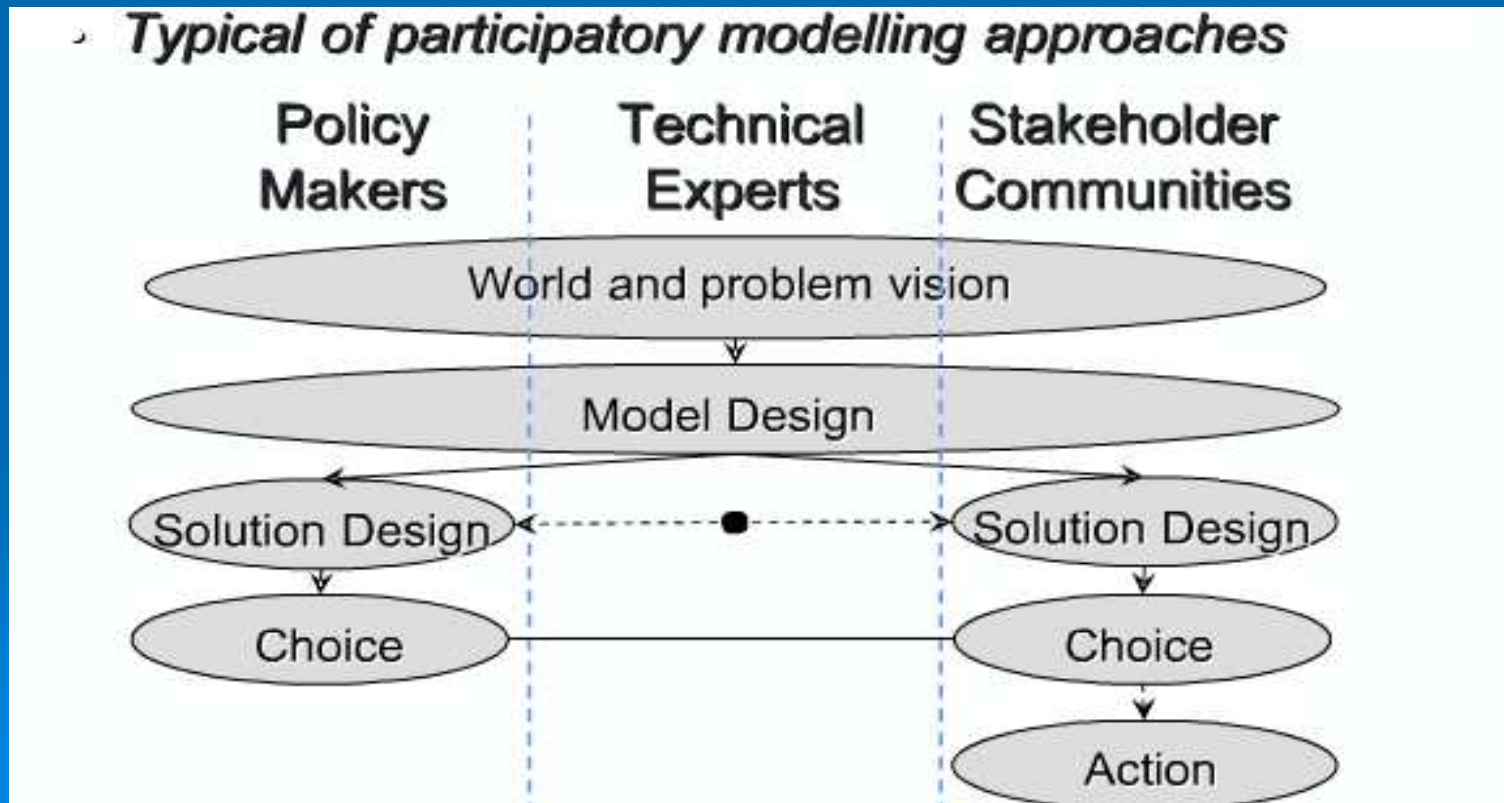 Typical of participatory modelling approaches
Policy Makers
Technical Experts
Stakeholder Communities
World and problem vision
Model Design
Solution Design
Solution Design
Choice
Choice
Action